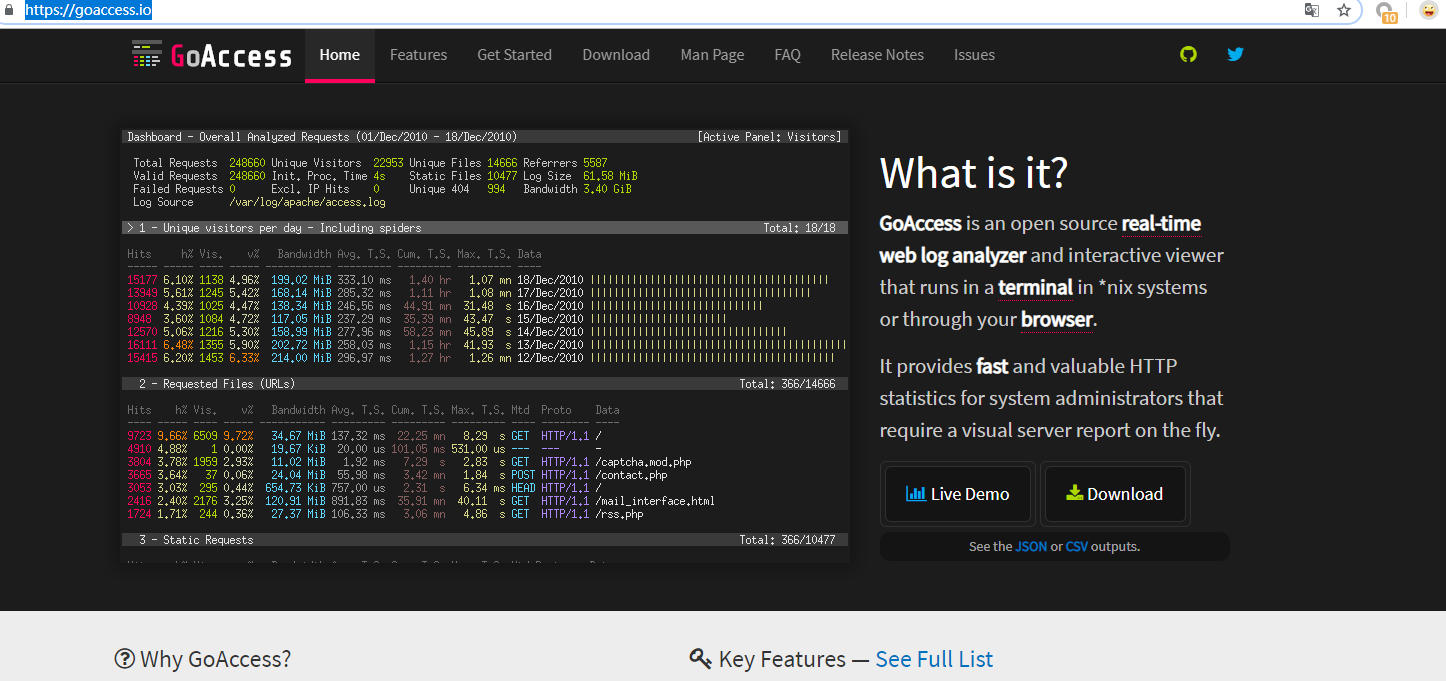 https://goaccess.io
10
GoAccess
Home Features Get Started Download Man Page FAQ Release Notes Issues
Dashboard - Overall Analyzed Requests (01/Dec/2010 - 18/Dec/2010) [Active Panel: Visitors]
Total Requests 248660 Unique Visitors 22953 Unique Files 14666 Referrers 5587
Valid Requests 248660 Init. Proc. Time 4s Static Files 10477 Log Size 61.58 MiB
Failed Requests 0 Excl. IP Hits 0 Unique 404 994 Bandwidth 3.40 GiB
Log Source /var/log/apache/access.log
> 1 - Unique visitors per day - Including spiders Total: 18/18
Hits h% Vis. v% Bandwidth Avg. T.S. Cum. T.S. Max. T.S. Data
15177 6.10% 1138 4.96% 199.02 MiB 333.10 ms 1.40 hr 1.07 mn 18/Dec/2010
13949 5.61% 1245 5.42% 168.14 MiB 285.32 ms 1.11 hr 1.08 mn 17/Dec/2010
10928 4.39% 1025 4.47% 138.34 MiB 246.56 ms 44.91 mn 31.48 s 16/Dec/2010
8948 3.60% 1084 4.72% 117.05 MiB 237.29 ms 35.39 mn 43.47 s 15/Dec/2010
12570 5.06% 1216 5.30% 158.99 MiB 277.96 ms 58.23 mn 45.89 s 14/Dec/2010
16111 6.48% 1355 5.90% 202.72 MiB 258.03 ms 1.15 hr 41.93 s 13/Dec/2010
15415 6.20% 1453 6.33% 214.00 MiB 296.97 ms 1.27 hr 1.26 mn 12/Dec/2010
2 - Requested Files (URLs) Total: 366/14666
Hits h% Vis. v% Bandwidth Avg. T.S. Cum. T.S. Max. T.S. Mtd Proto Data
9723 9.66% 6509 9.72% 34.67 MiB 137.32 ms 22.25 mn 8.29 s GET HTTP/1.1 /
4910 4.88% 1 0.00% 19.67 KiB 20.00 us 101.05 ms 531.00 us --- --- -
3804 3.78% 1959 2.93% 11.02 MiB 1.92 ms 7.29 s 2.83 s GET HTTP/1.1 /captcha.mod.php
3665 3.64% 37 0.06% 24.04 MiB 55.98 ms 3.42 mn 1.84 s POST HTTP/1.1 /contact.php
3053 3.03% 295 0.44% 654.73 KiB 757.00 us 2.31 s 6.34 ms HEAD HTTP/1.1 /
2416 2.40% 2176 3.25% 120.91 MiB 891.83 ms 35.91 mn 40.11 s GET HTTP/1.1 /mail_interface.html
1724 1.71% 244 0.36% 27.37 MiB 106.33 ms 3.06 mn 4.86 s GET HTTP/1.1 /rss.php
3 - Static Requests Total: 366/10477
What is it?
GoAccess is an open source real-time
web log analyzer and interactive viewer
that runs in a terminal in *nix systems
or through your browser.
It provides fast and valuable HTTP
statistics for system administrators that
require a visual server report on the fly.
Live Demo Download
See the JSON or CSV outputs.
Why GoAccess?
Key Features — See Full List